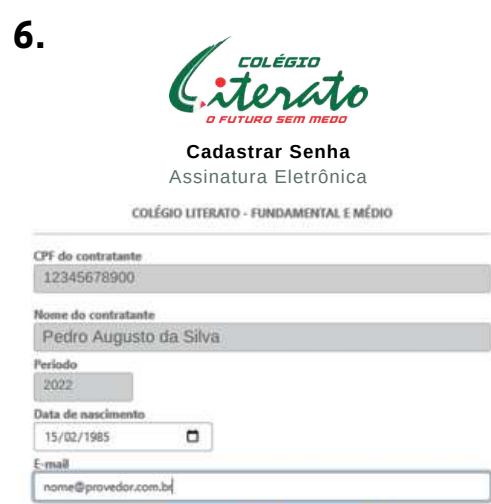 6.
COLÉGIO
Literato
O FUTURO SEM MEDO
Cadastrar Senha
Assinatura Eletrônica
COLÉGIO LITERATO - FUNDAMENTAL E MÉDIO
CPF do contratante
12345678900
Nome do contratante
Pedro Augusto da Silva
Período
2022
Data de nascimento
15/02/1985
E-mail
nome@provedor.com.br